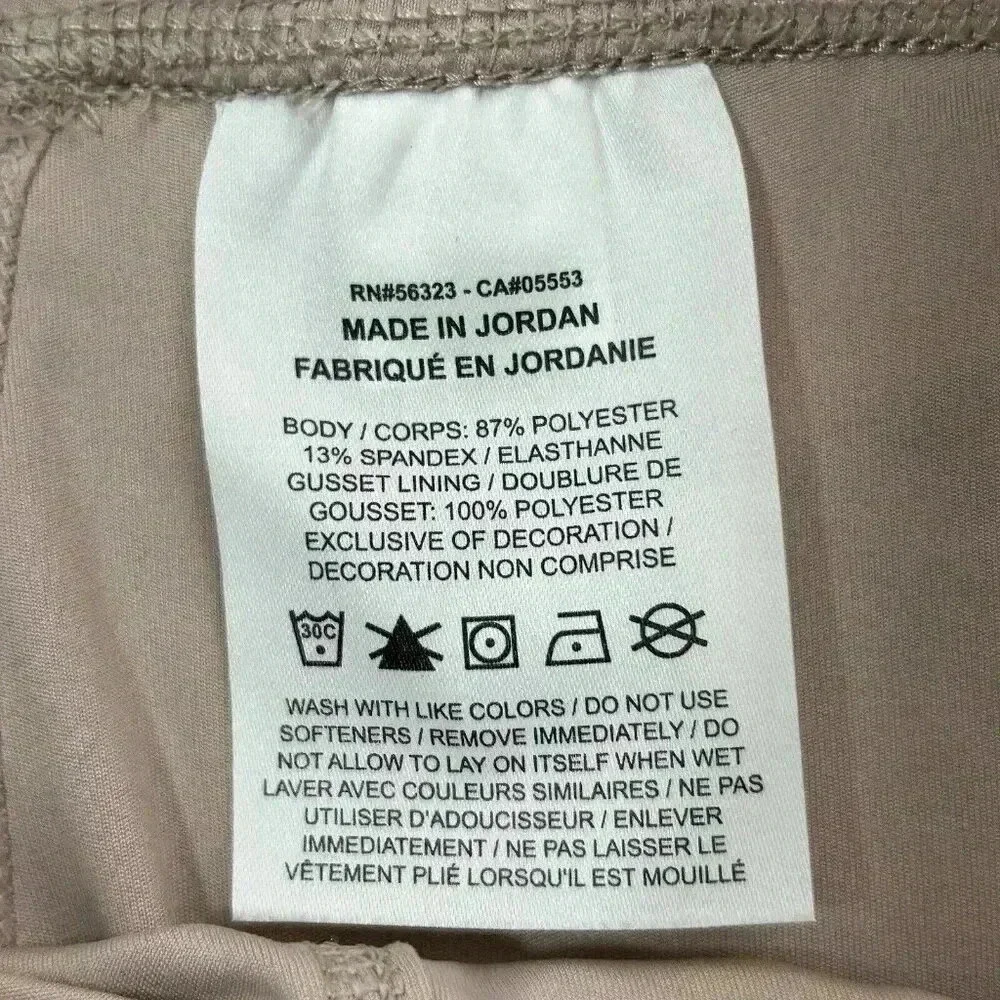 RN#56323 - CA#05553
MADE IN JORDAN
FABRIQUÉ EN JORDANIE
BODY / CORPS: 87% POLYESTER
13% SPANDEX / ELASTHANNE
GUSSET LINING / DOUBLURE DE
GOUSSET: 100% POLYESTER
EXCLUSIVE OF DECORATION /
DECORATION NON COMPRISE
30C
WASH WITH LIKE COLORS / DO NOT USE
SOFTENERS / REMOVE IMMEDIATELY / DO
NOT ALLOW TO LAY ON ITSELF WHEN WET
LAVER AVEC COULEURS SIMILAIRES / NE PAS
UTILISER D'ADOUCISSEUR / ENLEVER
IMMEDIATEMENT / NE PAS LAISSER LE
VÊTEMENT PLIÉ LORSQU'IL EST MOUILLÉ